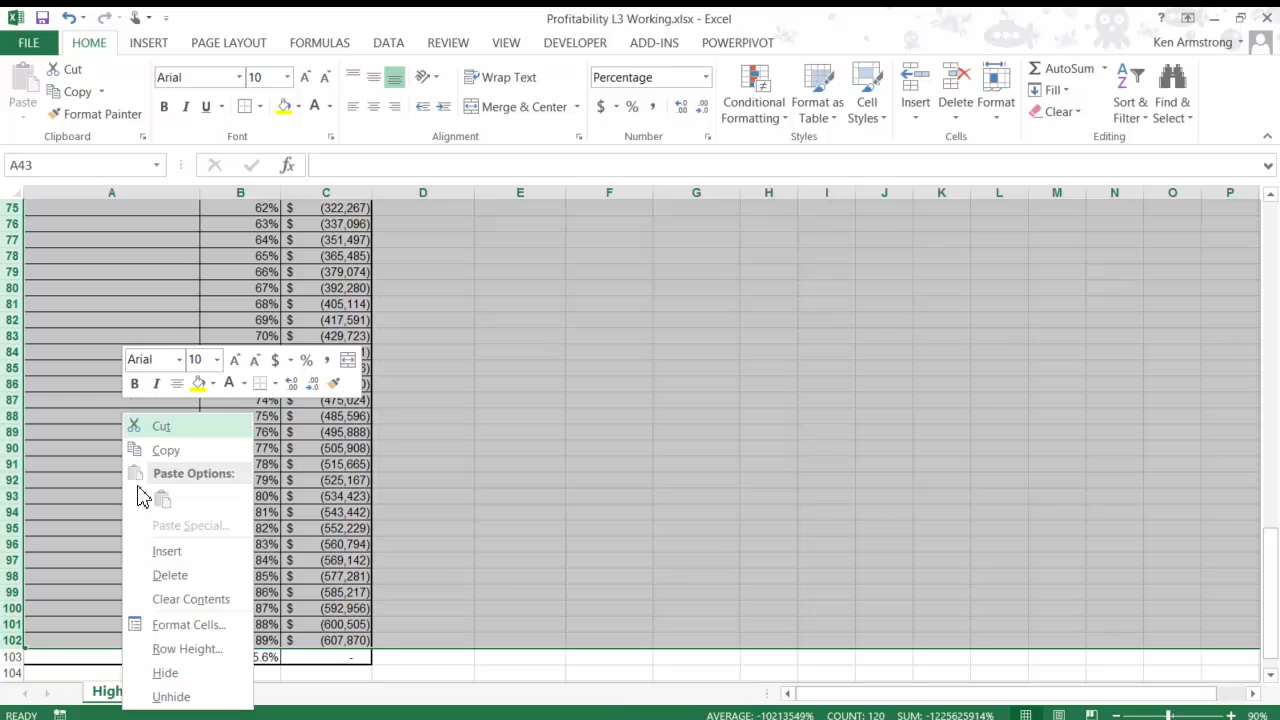 Profitability L3 Working.xlsx - Excel
?
FILE HOME INSERT PAGE LAYOUT FORMULAS DATA REVIEW VIEW DEVELOPER ADD-INS POWERPIVOT Ken Armstrong
Paste
Cut
Copy
Format Painter
Arial 10
B I U
Wrap Text
Merge & Center
Percentage
$ % ,
Conditional Formatting
Format as Table
Cell Styles
Insert Delete Format
AutoSum
Fill
Clear
Sort & Filter
Find & Select
Clipboard Font Alignment Number Styles Cells Editing
A43 fx
A B C D E F G H I J K L M N O P
75 62% $ (322,267)
76 63% $ (337,096)
77 64% $ (351,497)
78 65% $ (365,485)
79 66% $ (379,074)
80 67% $ (392,280)
81 68% $ (405,114)
82 69% $ (417,591)
83 70% $ (429,723)
84
85
86
87 74% $ (475,024)
88 75% $ (485,596)
89 76% $ (495,888)
90 77% $ (505,908)
91 78% $ (515,665)
92 79% $ (525,167)
93 80% $ (534,423)
94 81% $ (543,442)
95 82% $ (552,229)
96 83% $ (560,794)
97 84% $ (569,142)
98 85% $ (577,281)
99 86% $ (585,217)
100 87% $ (592,956)
101 88% $ (600,505)
102 89% $ (607,870)
103 5.6% -
104
Arial 10 A A $ % ,
B I A
Cut
Copy
Paste Options:
Paste Special...
Insert
Delete
Clear Contents
Format Cells...
Row Height...
Hide
Unhide
High
READY AVERAGE: -10213549% COUNT: 120 SUM: -1225625914% 90%